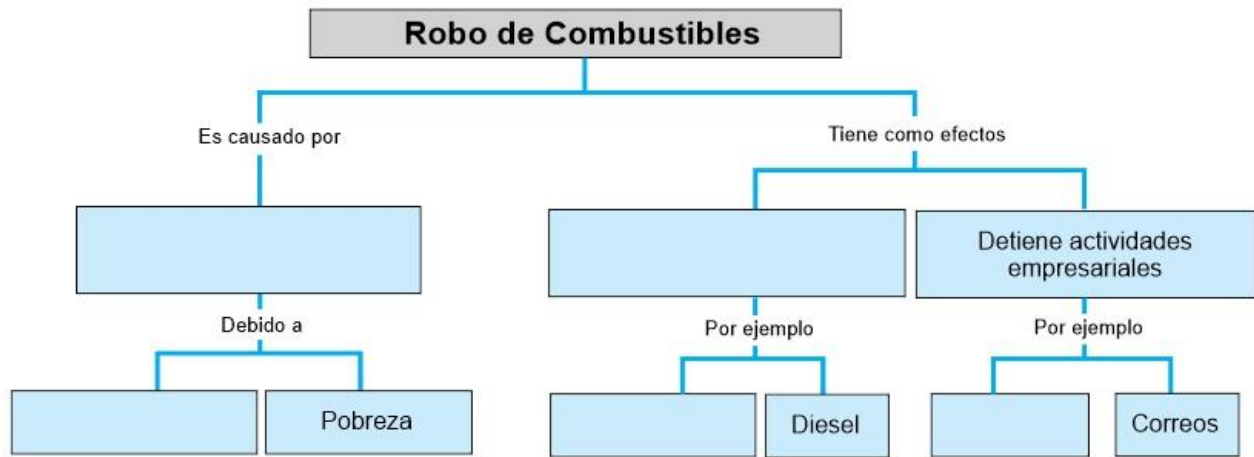 Robo de Combustibles
Es causado por
Tiene como efectos
Detiene actividades
empresariales
Debido a
Por ejemplo
Por ejemplo
Pobreza
Diesel
Correos